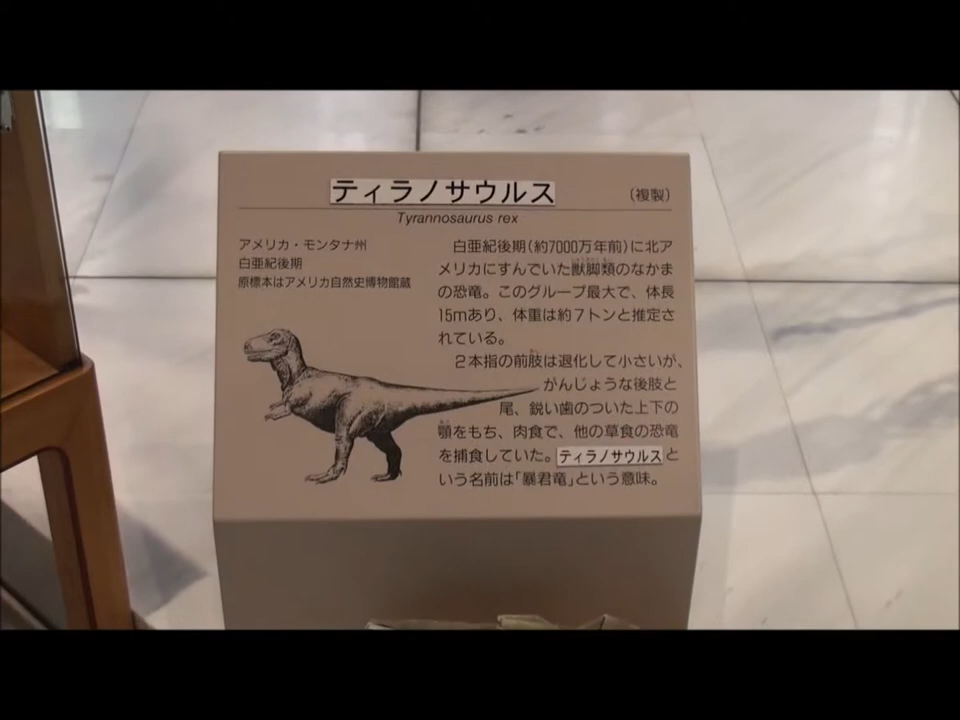 ティラノサウルス
(複製)
Tyrannosaurus rex
アメリカ・モンタナ州
白亜紀後期
原標本はアメリカ自然史博物館蔵
白亜紀後期(約7000万年前)に北ア
メリカにすんでいた獣脚類のなかま
の恐竜。このグループ最大で、体長
15mあり、体重は約7トンと推定さ
れている。
2本指の前肢は退化して小さいが、
がんじょうな後肢と
尾、鋭い歯のついた上下の
顎をもち、肉食で、他の草食の恐竜
を捕食していた。ティラノサウルスと
いう名前は「暴君竜」という意味。